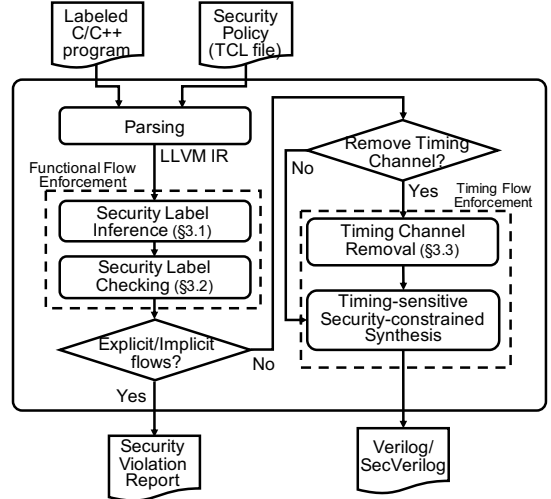 Labeled
C/C++
program
Security
Policy
(TCL file)
Parsing
LLVM IR
Functional Flow
Enforcement
Security Label
Inference (§3.1)
Security Label
Checking (§3.2)
Explicit/Implicit
flows?
No
Yes
Security
Violation
Report
Remove Timing
Channel?
No
Yes
Timing Flow
Enforcement
Timing Channel
Removal (§3.3)
Timing-sensitive
Security-constrained
Synthesis
Verilog/
SecVerilog